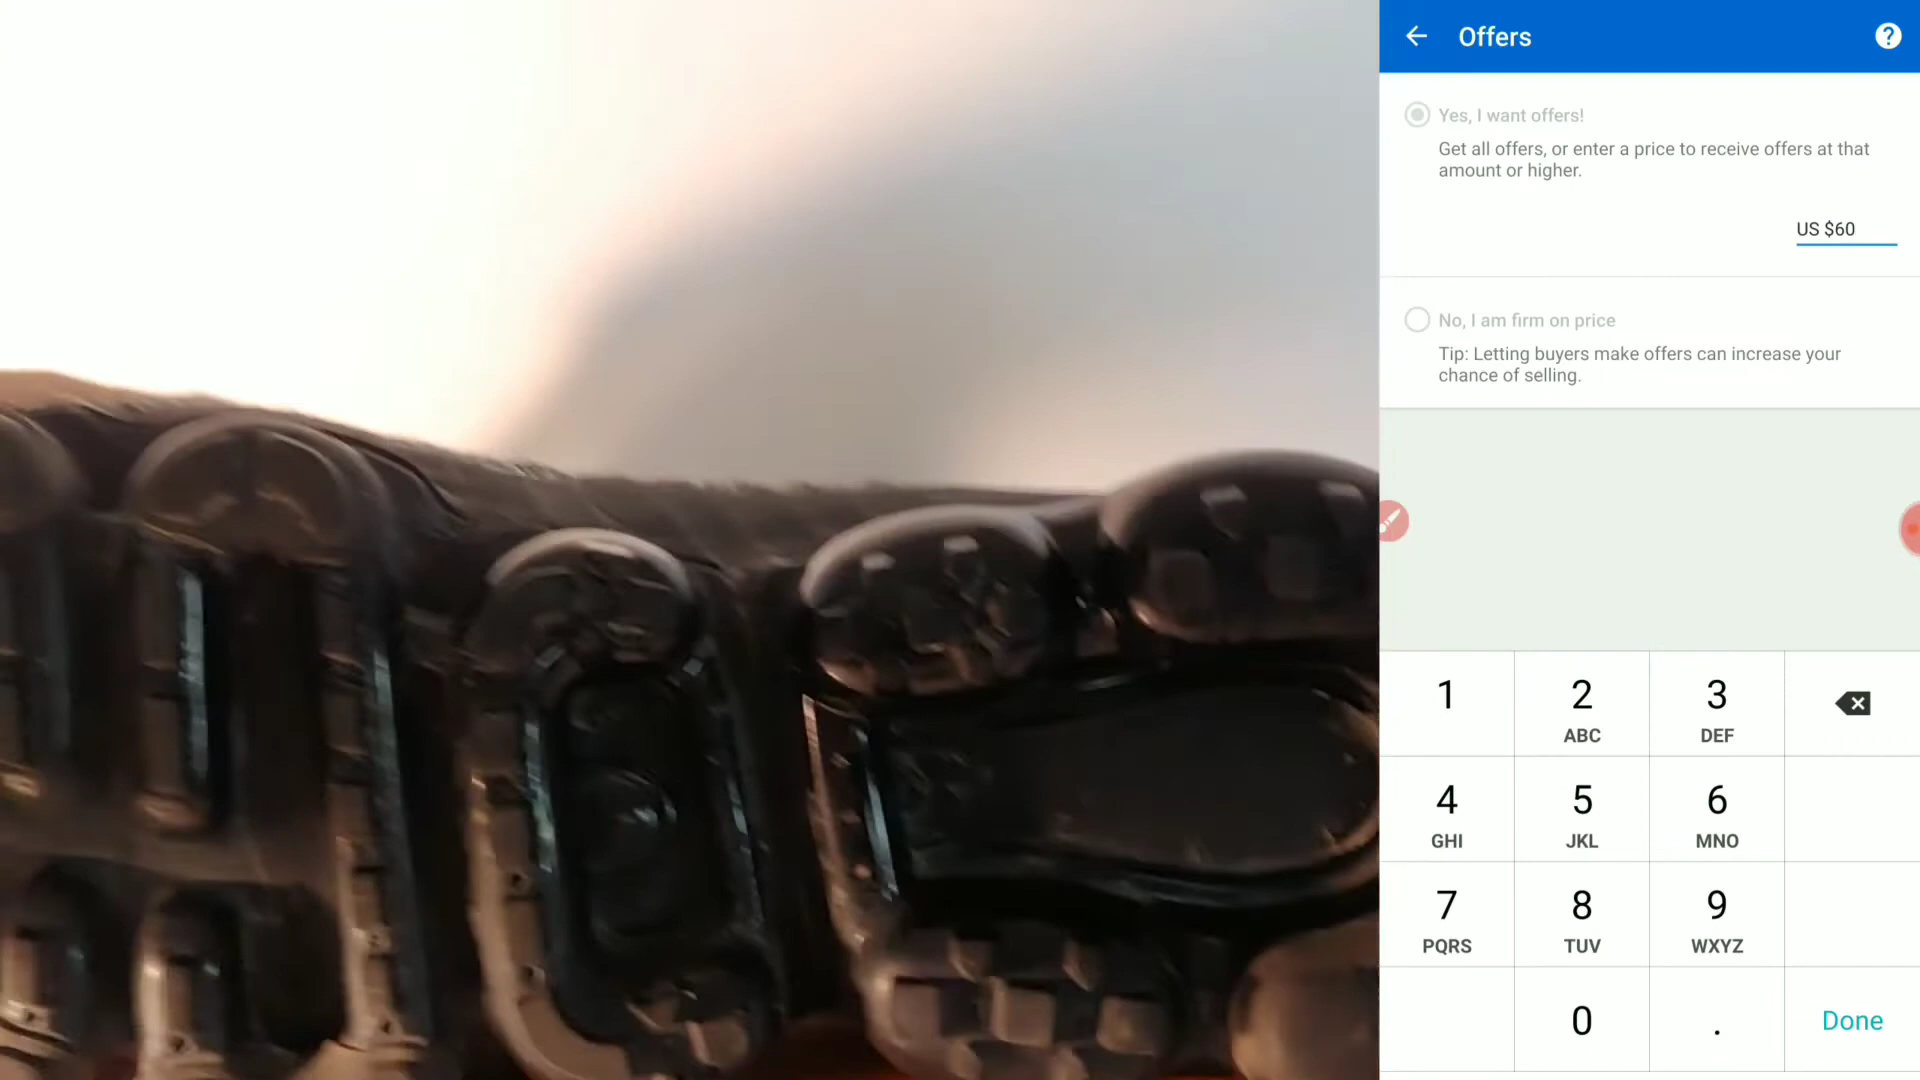 Offers
?
Yes, I want offers!
Get all offers, or enter a price to receive offers at that
amount or higher.
US $60
No, I am firm on price
Tip: Letting buyers make offers can increase your
chance of selling.
1
2
ABC
3
DEF
4
GHI
5
JKL
6
MNO
7
PQRS
8
TUV
9
WXYZ
0
.
Done